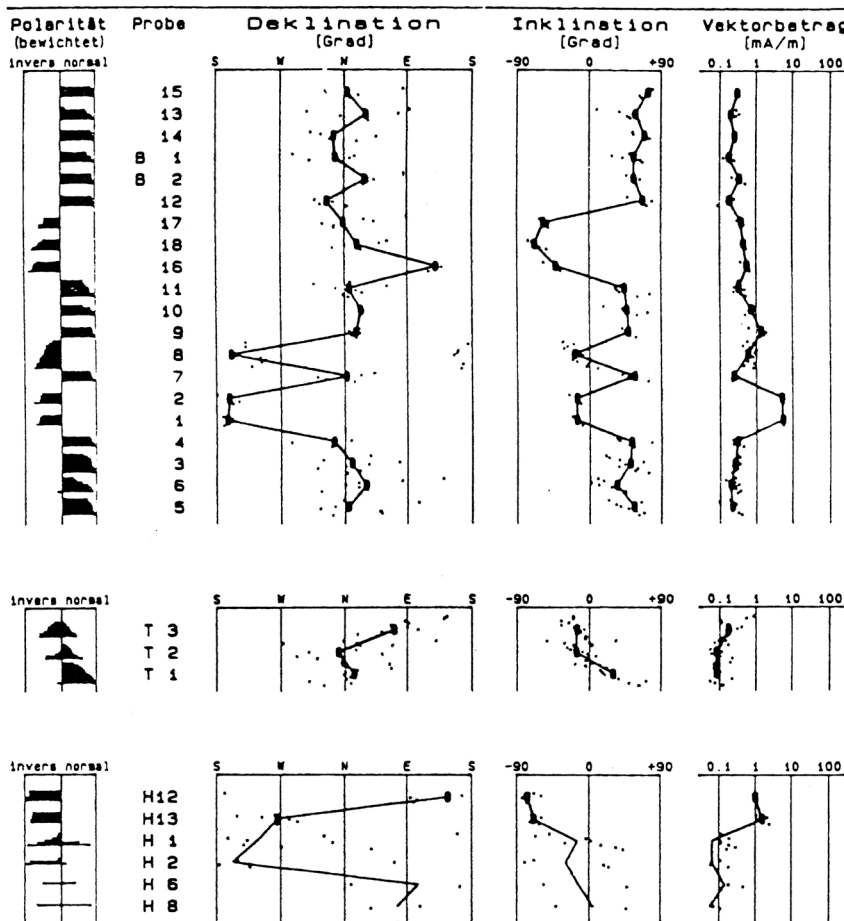 Polarität Probe Deklination Inklination Vektorbetrag
(bewichtet) [Grad] [Grad] [mA/m]
invers normal S W N E S -90 0 +90 0.1 1 10 100
15
13
14
B 1
B 2
12
17
18
16
11
10
9
8
7
2
1
4
3
6
5
invers normal S W N E S -90 0 +90 0.1 1 10 100
T 3
T 2
T 1
invers normal S W N E S -90 0 +90 0.1 1 10 100
H12
H13
H 1
H 2
H 6
H 8